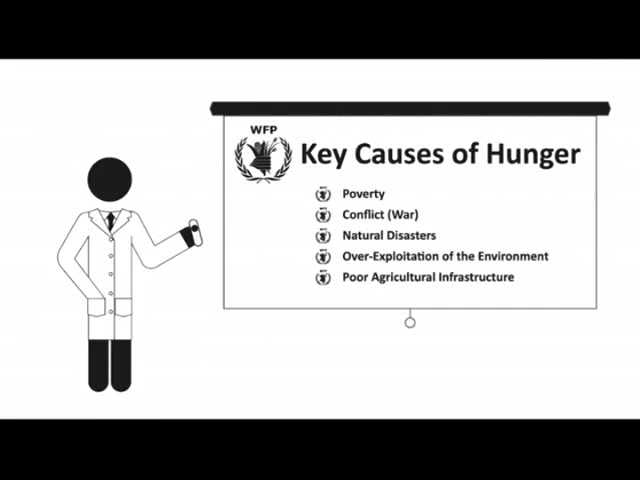 WFP
Key Causes of Hunger
Poverty
Conflict (War)
Natural Disasters
Over-Exploitation of the Environment
Poor Agricultural Infrastructure